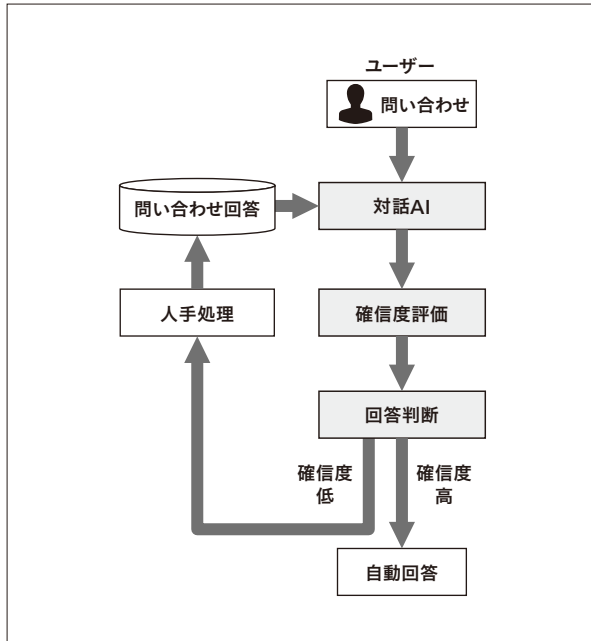 ユーザー
問い合わせ
問い合わせ回答
対話AI
人手処理
確信度評価
回答判断
確信度
低
確信度
高
自動回答